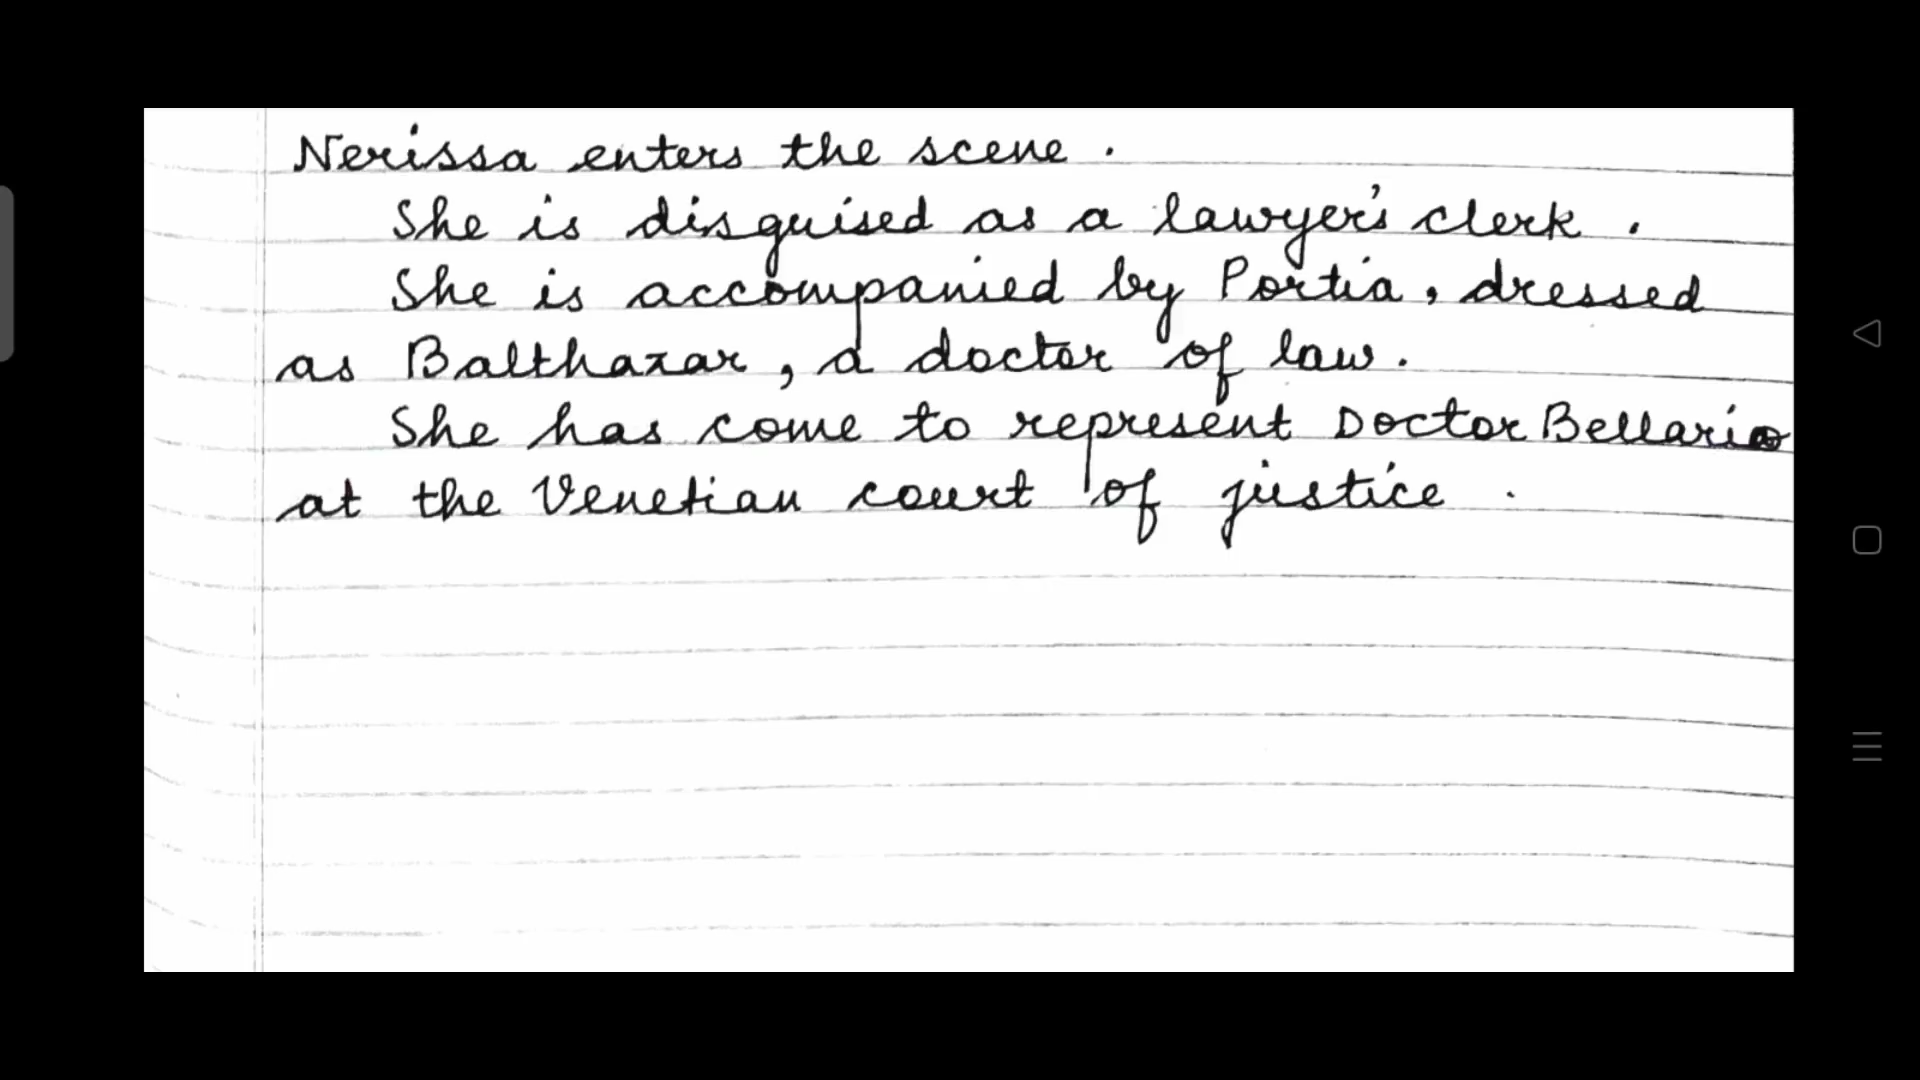 Nerissa enters the scene.
She is disguised as a lawyer's clerk.
She is accompanied by Portia, dressed
as Balthazar, a doctor of law.
She has come to represent Doctor Bellario
at the Venetian court of justice.